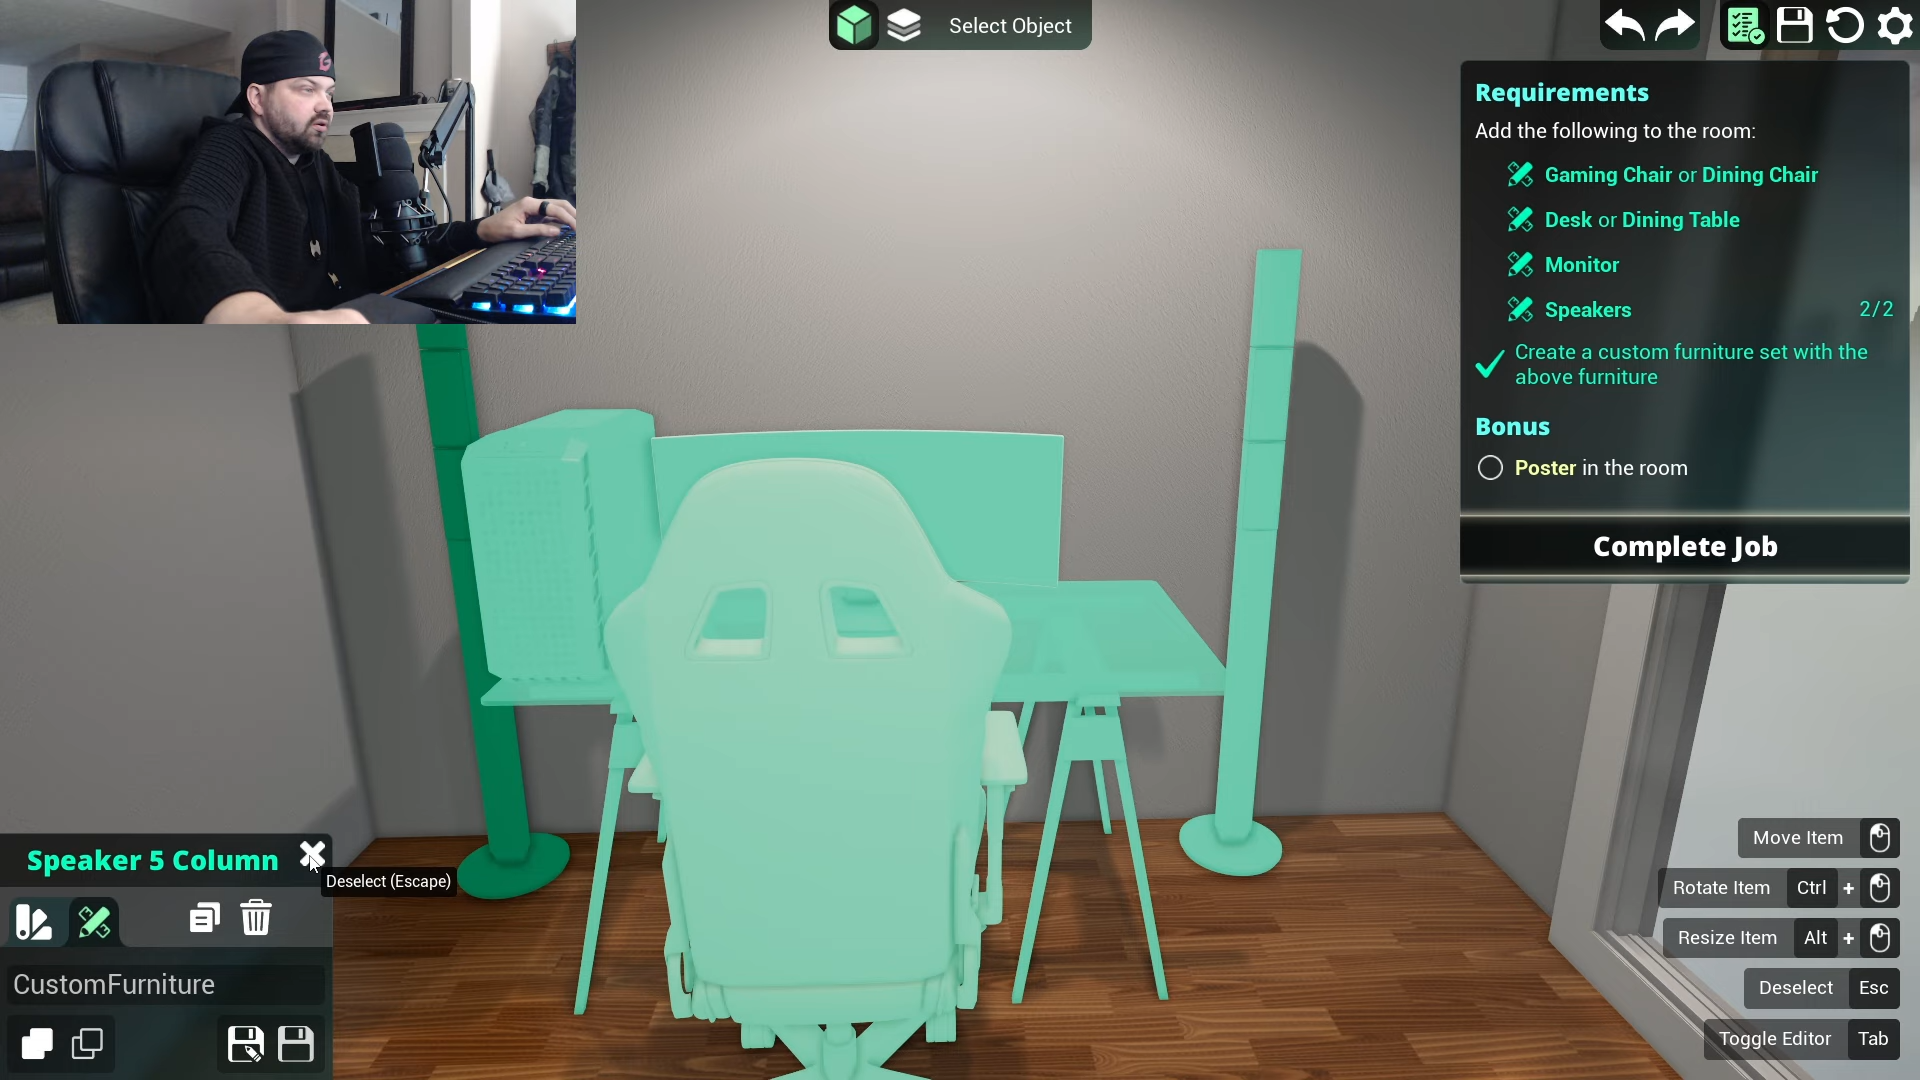 Select Object
Requirements
Add the following to the room:
Gaming Chair or Dining Chair
Desk or Dining Table
Monitor
Speakers 2/2
Create a custom furniture set with the
above furniture
Bonus
Poster in the room
Complete Job
Speaker 5 Column
Deselect (Escape)
CustomFurniture
Move Item
Rotate Item Ctrl +
Resize Item Alt +
Deselect Esc
Toggle Editor Tab